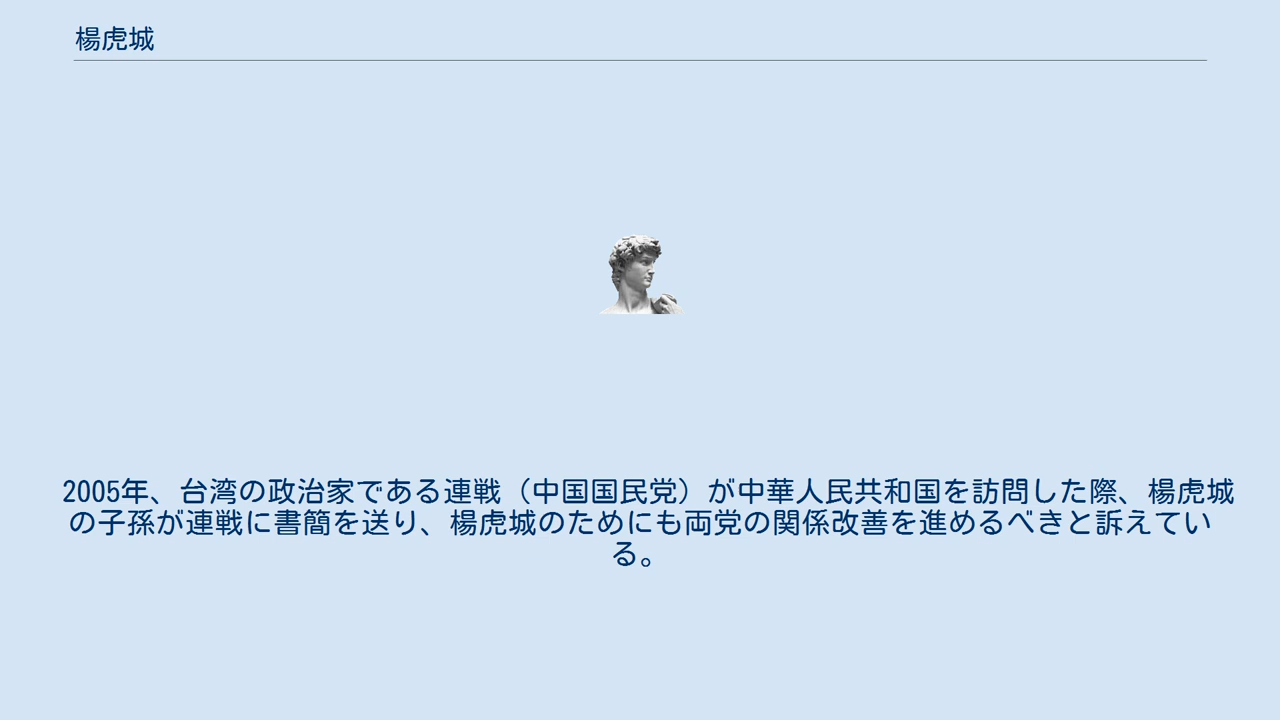 楊虎城
2005年、台湾の政治家である連戦（中国国民党）が中華人民共和国を訪問した際、楊虎城
の子孫が連戦に書簡を送り、楊虎城のためにも両党の関係改善を進めるべきと訴えてい
る。